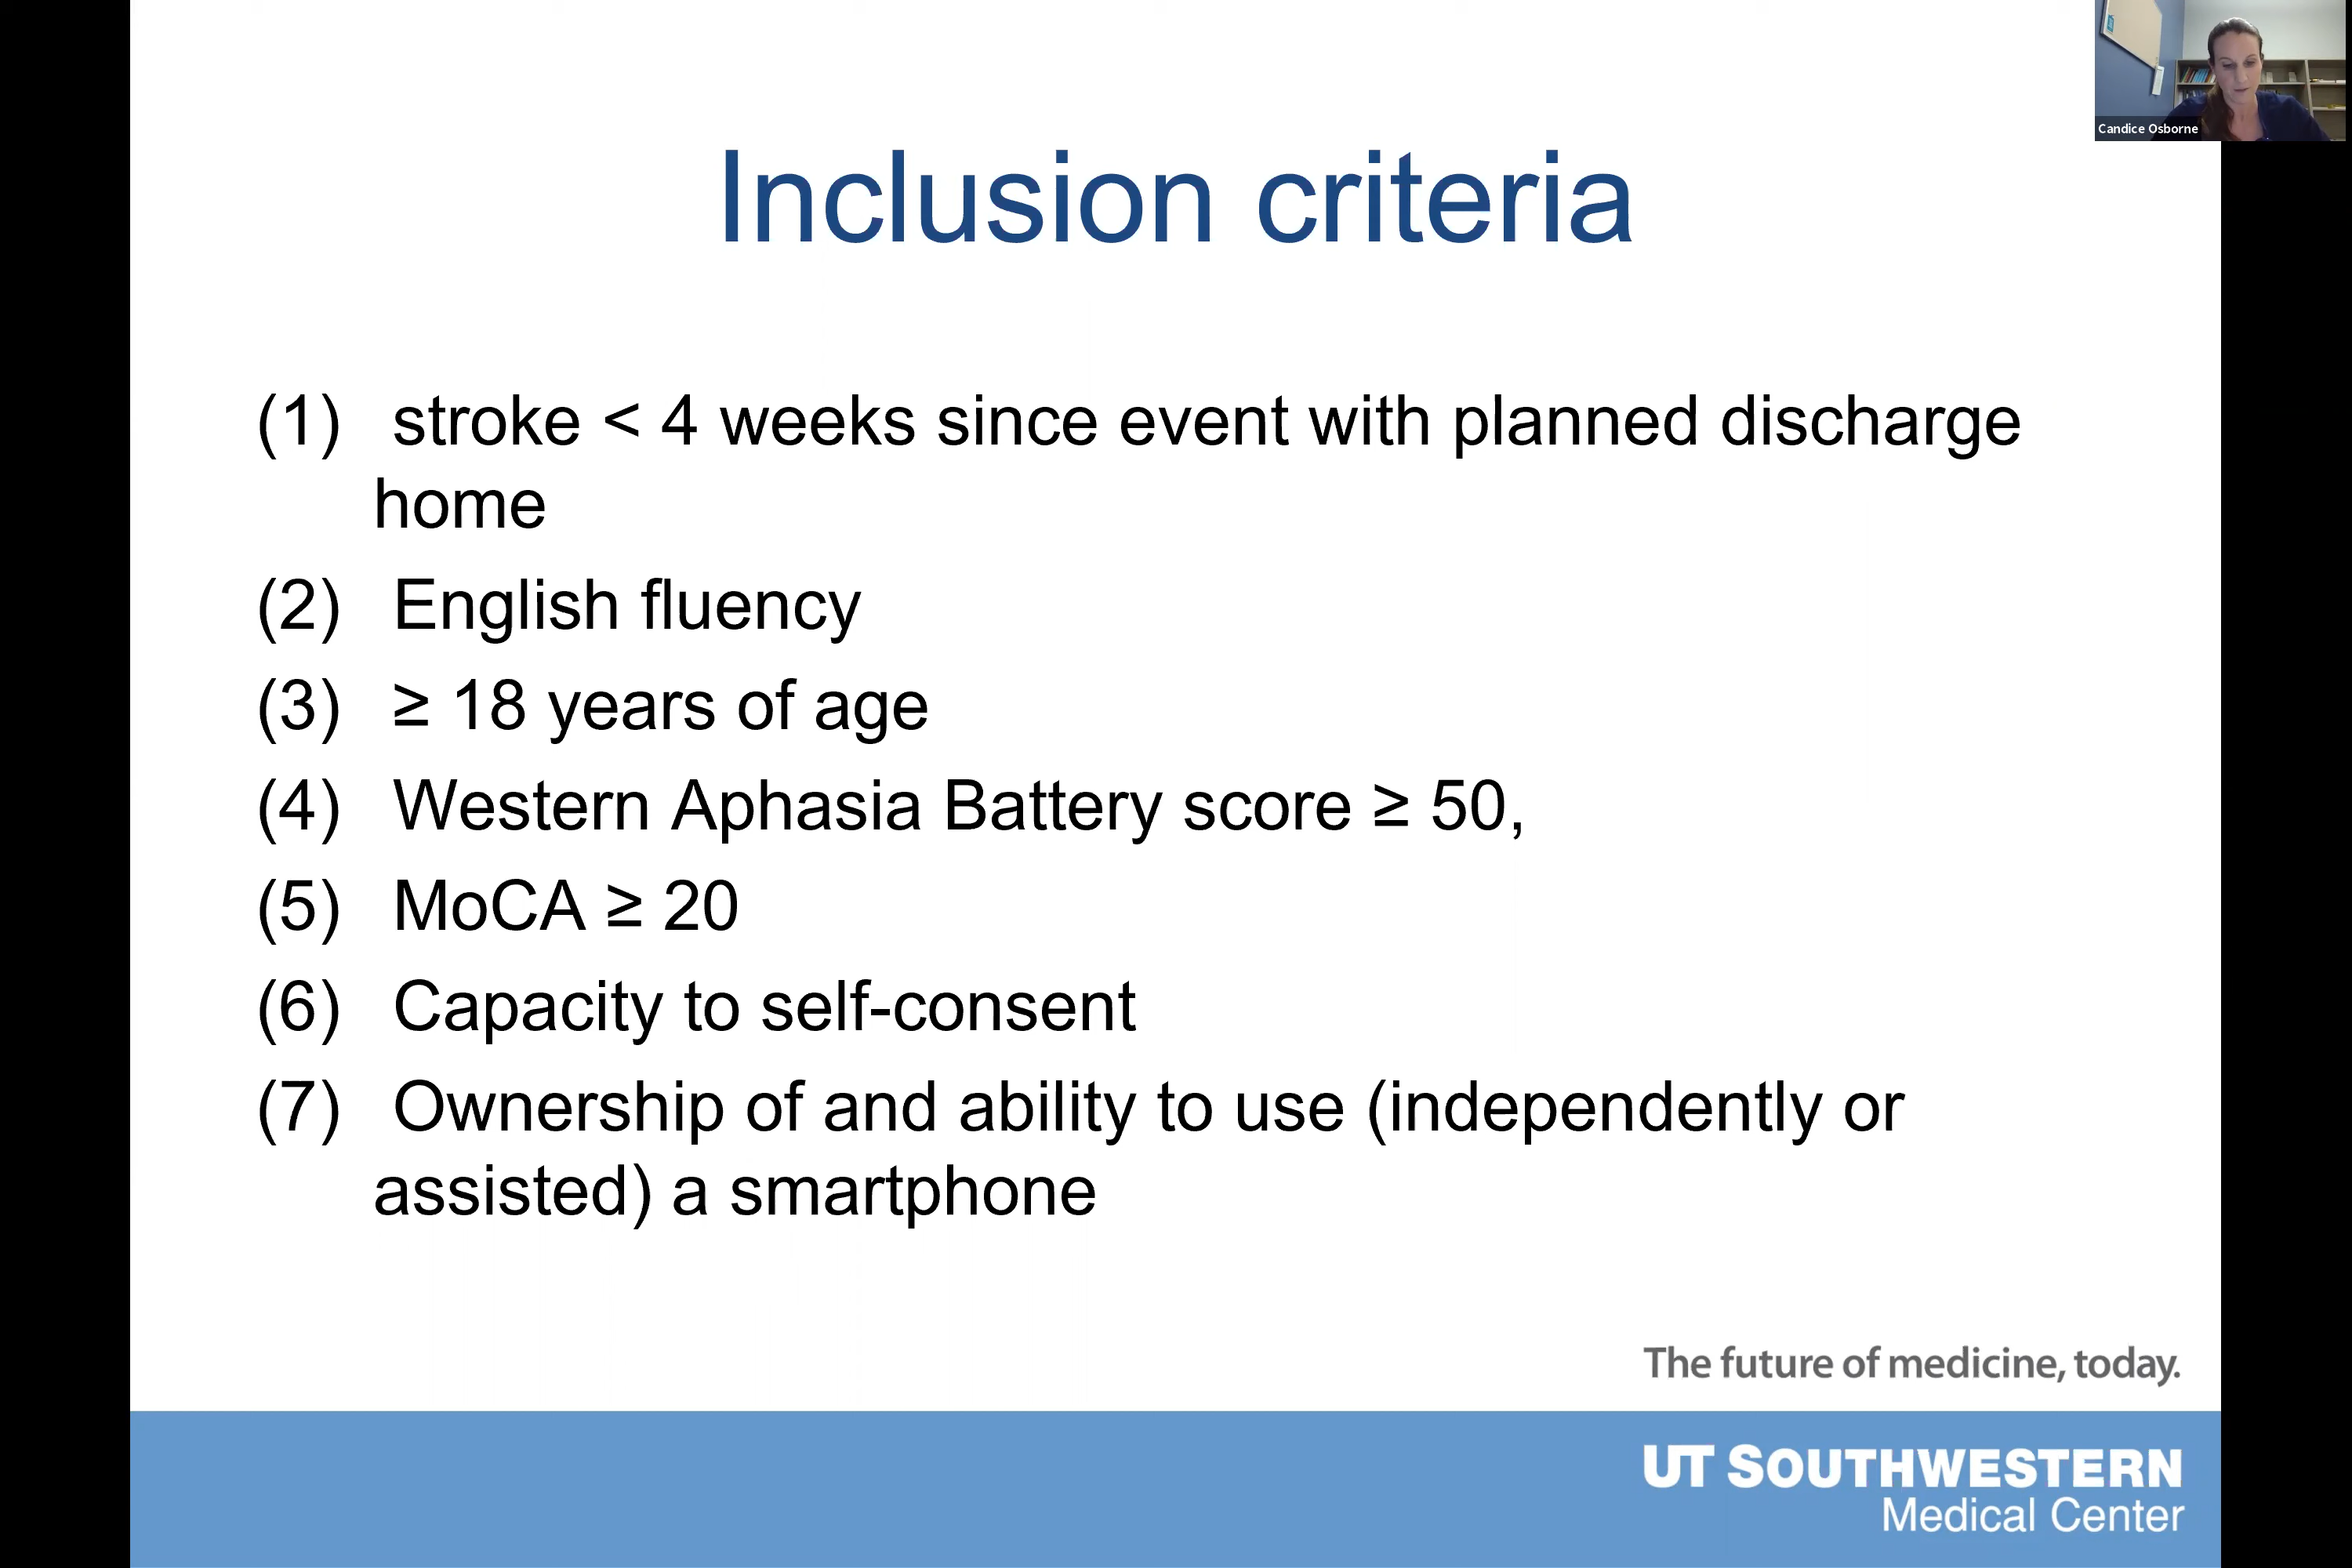 Candice Osborne
Inclusion criteria
(1) stroke < 4 weeks since event with planned discharge
home
(2) English fluency
(3) ≥ 18 years of age
(4) Western Aphasia Battery score ≥ 50,
(5) MoCA ≥ 20
(6) Capacity to self-consent
(7) Ownership of and ability to use (independently or
assisted) a smartphone
The future of medicine, today.
UT SOUTHWESTERN
Medical Center